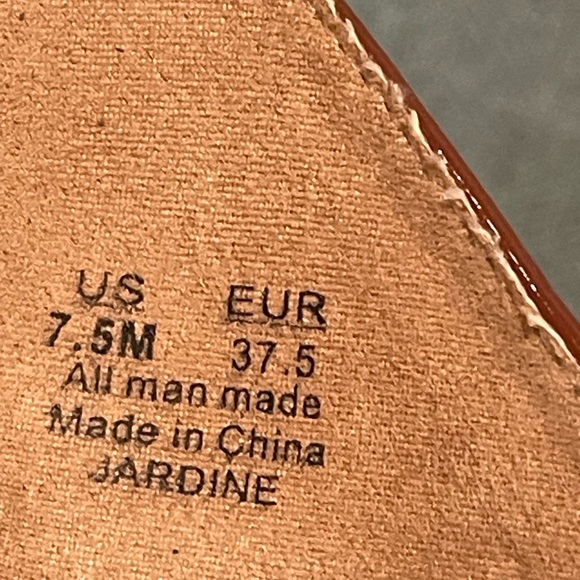 US EUR
7.5M 37.5
All man made
Made in China
JARDINE